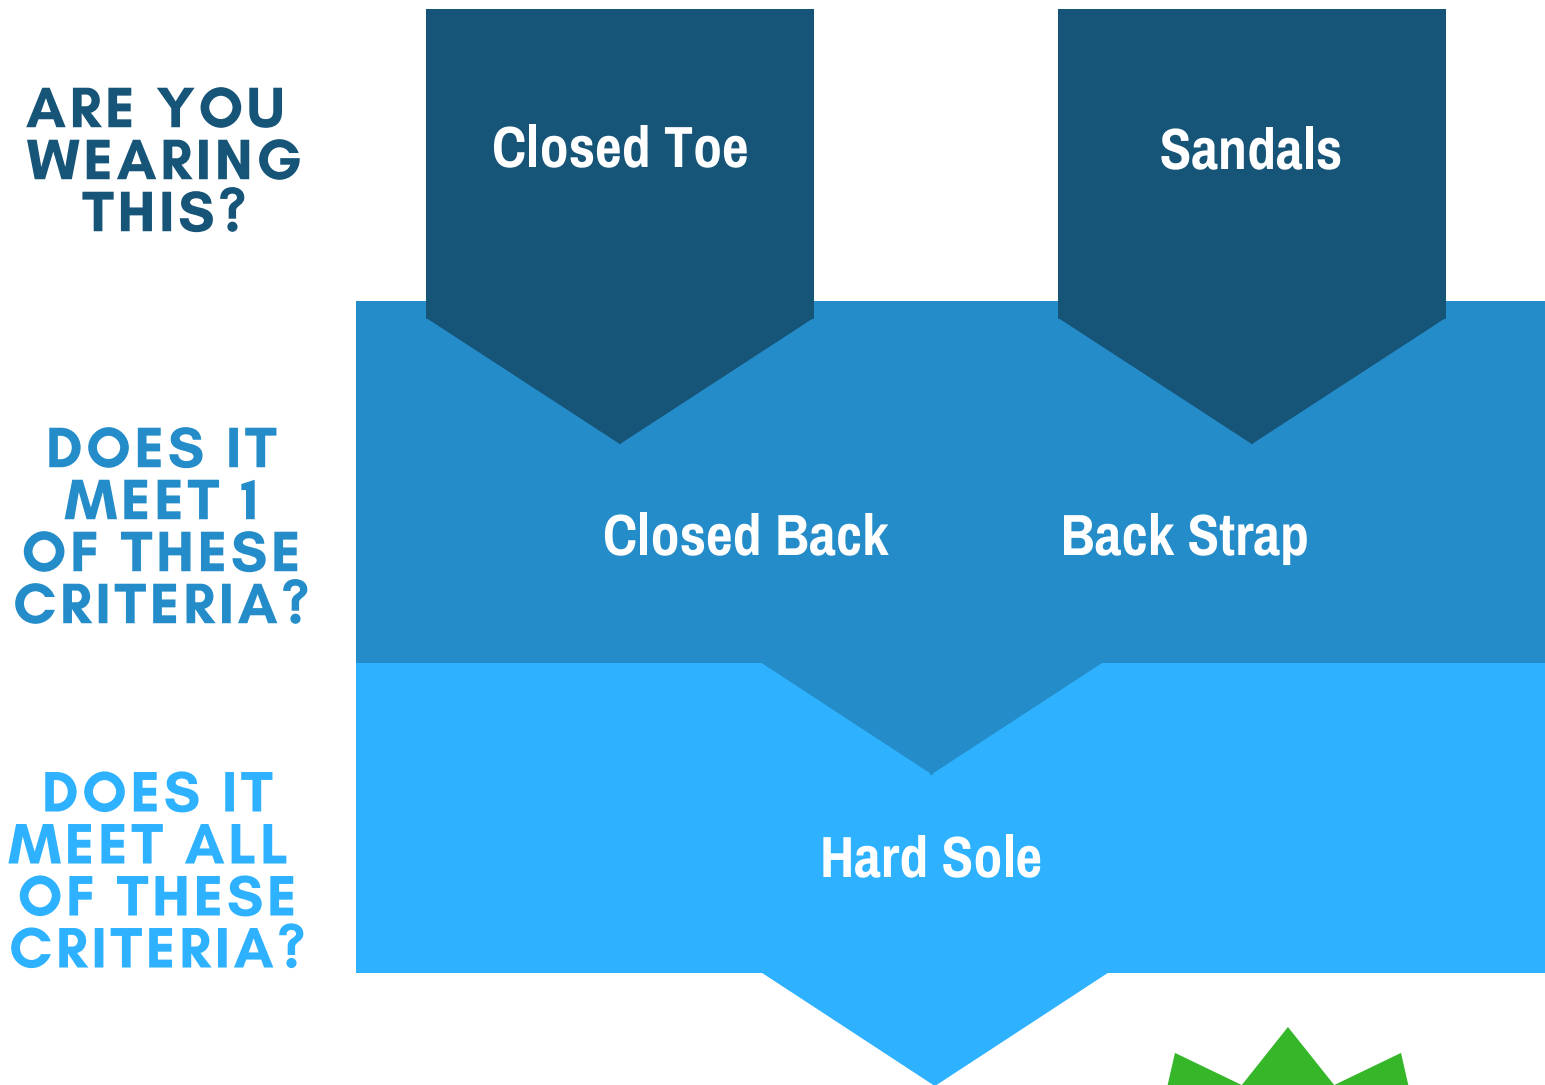 ARE YOU
WEARING
THIS?
Closed Toe
Sandals
DOES IT
MEET 1
OF THESE
CRITERIA?
Closed Back
Back Strap
DOES IT
MEET ALL
OF THESE
CRITERIA?
Hard Sole